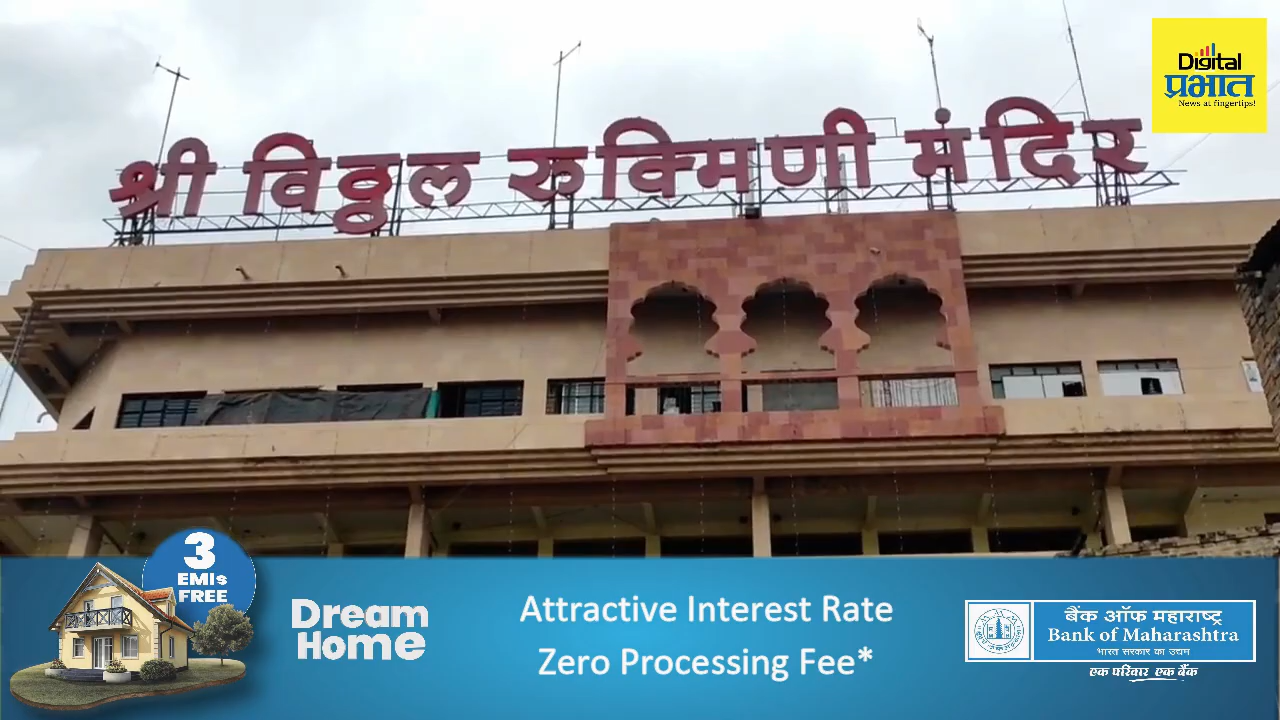 Digital
प्रभात
News at fingertips!
श्री विठ्ठल रुक्मिणी मंदिर
3
EMIs
FREE
Dream
Home
Attractive Interest Rate
Zero Processing Fee*
बैंक ऑफ महाराष्ट्र
Bank of Maharashtra
भारत सरकार का उद्यम
एक परिवार एक बैंक